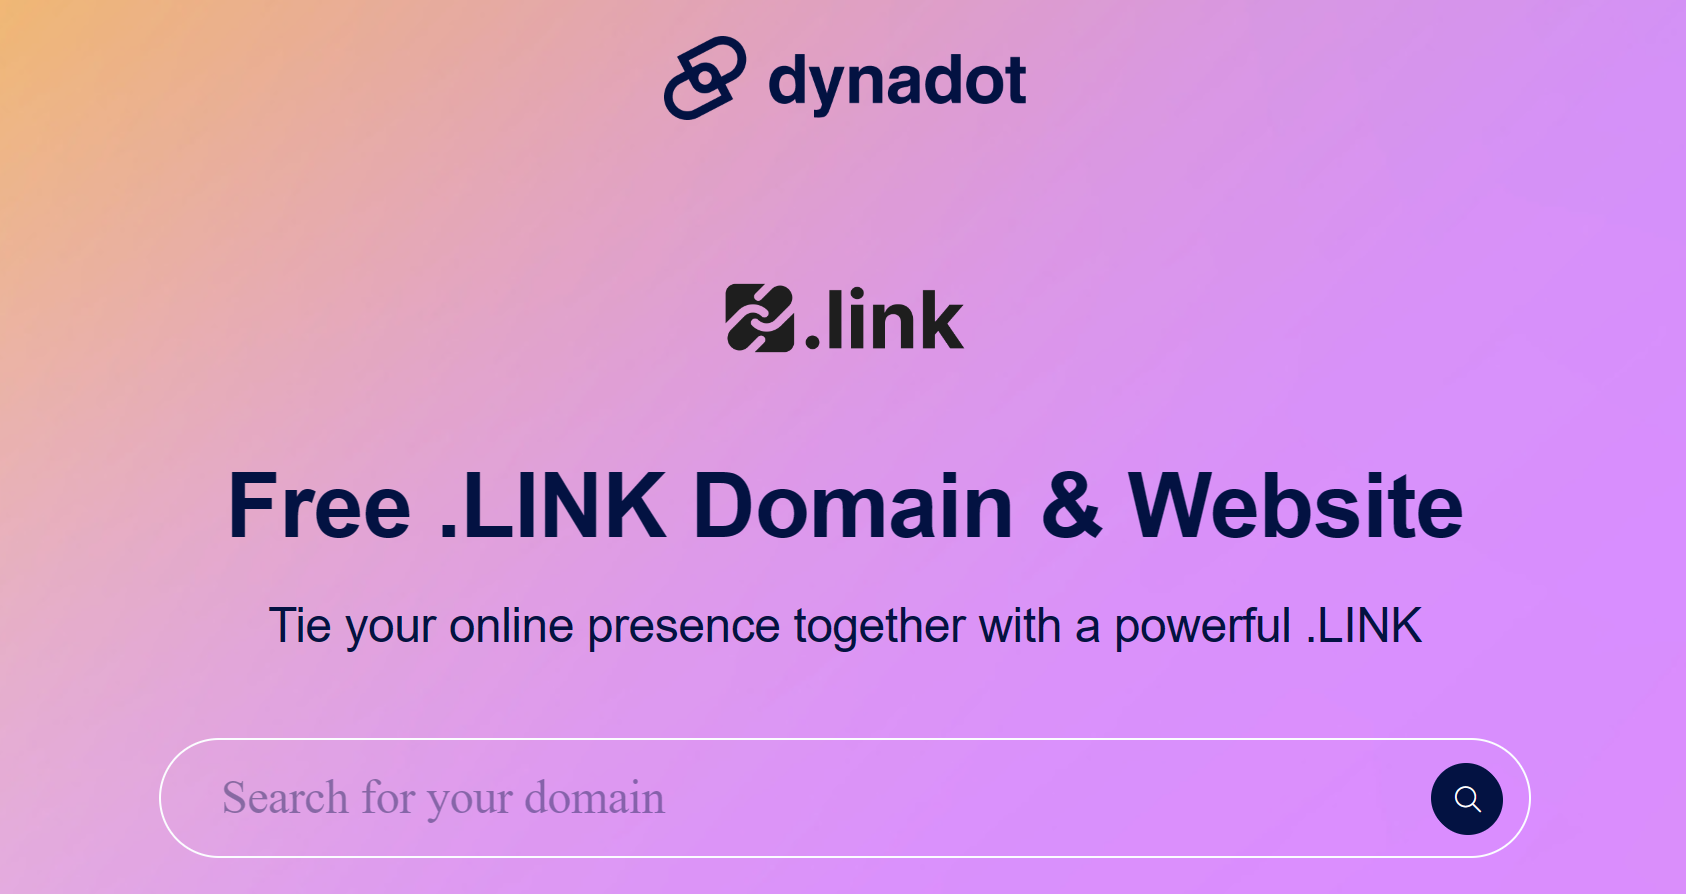 dynadot
.link
Free .LINK Domain & Website
Tie your online presence together with a powerful .LINK
Search for your domain